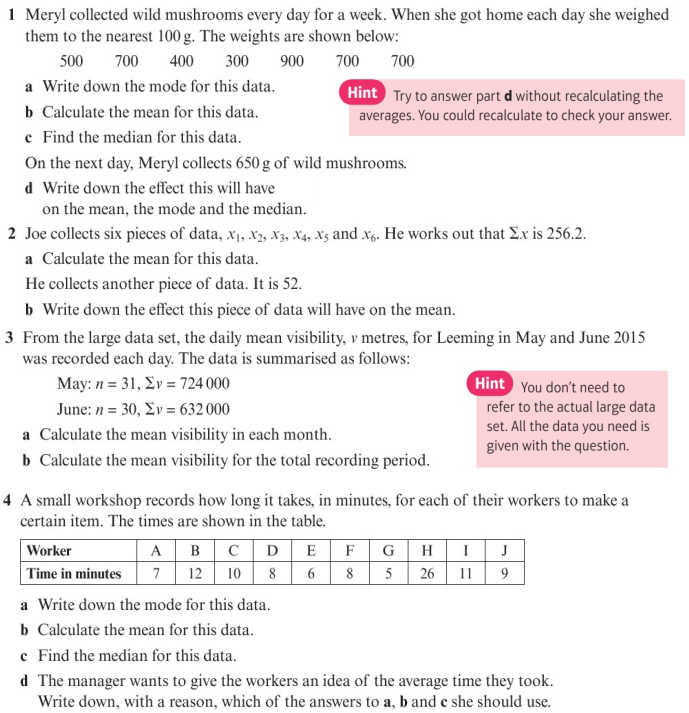 1 Meryl collected wild mushrooms every day for a week. When she got home each day she weighed
them to the nearest 100 g. The weights are shown below:
500 700 400 300 900 700 700
a Write down the mode for this data.
b Calculate the mean for this data.
c Find the median for this data.
Hint Try to answer part d without recalculating the
averages. You could recalculate to check your answer.
On the next day, Meryl collects 650 g of wild mushrooms.
d Write down the effect this will have
on the mean, the mode and the median.
2 Joe collects six pieces of data, x₁, x₂, x₃, x₄, x₅ and x₆. He works out that Σx is 256.2.
a Calculate the mean for this data.
He collects another piece of data. It is 52.
b Write down the effect this piece of data will have on the mean.
3 From the large data set, the daily mean visibility, v metres, for Leeming in May and June 2015
was recorded each day. The data is summarised as follows:
May: n = 31, Σv = 724 000
June: n = 30, Σv = 632 000
a Calculate the mean visibility in each month.
b Calculate the mean visibility for the total recording period.
Hint You don't need to
refer to the actual large data
set. All the data you need is
given with the question.
4 A small workshop records how long it takes, in minutes, for each of their workers to make a
certain item. The times are shown in the table.
Worker A B C D E F G H I J
Time in minutes 7 12 10 8 6 8 5 26 11 9
a Write down the mode for this data.
b Calculate the mean for this data.
c Find the median for this data.
d The manager wants to give the workers an idea of the average time they took.
Write down, with a reason, which of the answers to a, b and c she should use.